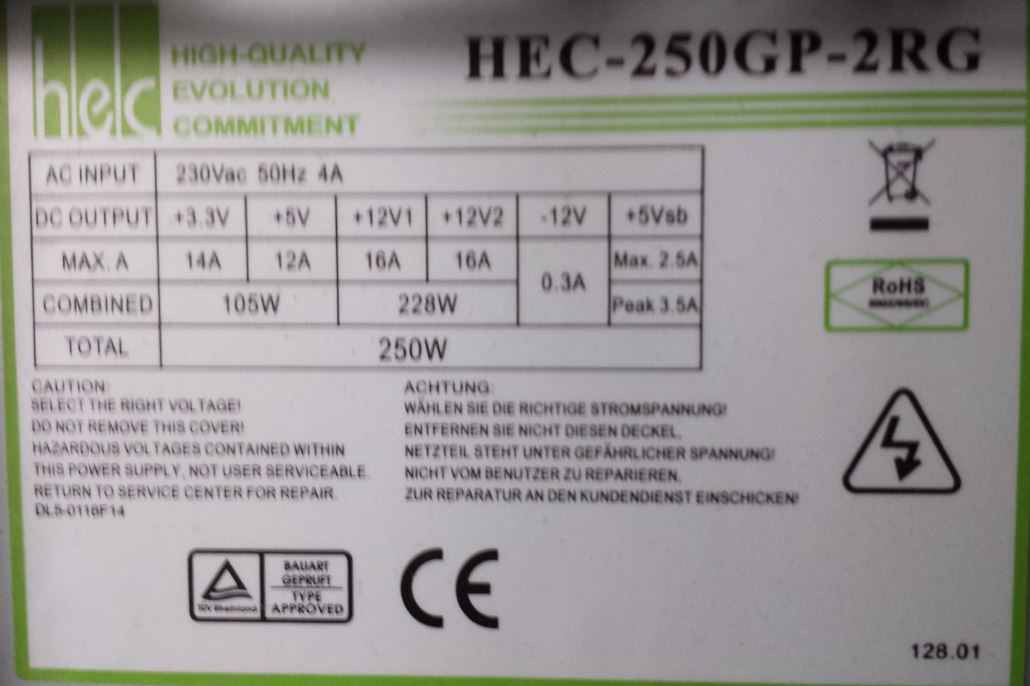 hec
HIGH-QUALITY
EVOLUTION
COMMITMENT
HEC-250GP-2RG
AC INPUT 230Vac 50Hz 4A
DC OUTPUT +3.3V +5V +12V1 +12V2 -12V +5Vsb
MAX. A 14A 12A 16A 16A 0.3A Max. 2.5A
COMBINED 105W 228W Peak 3.5A
TOTAL 250W
RoHS
CAUTION:
SELECT THE RIGHT VOLTAGE!
DO NOT REMOVE THIS COVER!
HAZARDOUS VOLTAGES CONTAINED WITHIN
THIS POWER SUPPLY, NOT USER SERVICEABLE.
RETURN TO SERVICE CENTER FOR REPAIR.
DL5-0116F14
ACHTUNG:
WÄHLEN SIE DIE RICHTIGE STROMSPANNUNG!
ENTFERNEN SIE NICHT DIESEN DECKEL,
NETZTEIL STEHT UNTER GEFÄHRLICHER SPANNUNG!
NICHT VOM BENUTZER ZU REPARIEREN,
ZUR REPARATUR AN DEN KUNDENDIENST EINSCHICKEN!
TÜV Rheinland
BAUART
GEPRÜFT
TYPE
APPROVED
CE
128.01